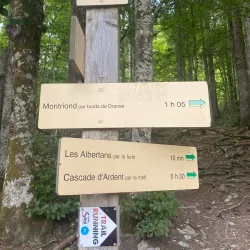 Montriond par bords de Dranse 1 h 05
Les Albertans par la forêt 10 mn
Cascade d'Ardent par la forêt 0 h 30
TRAIL
RUNNING